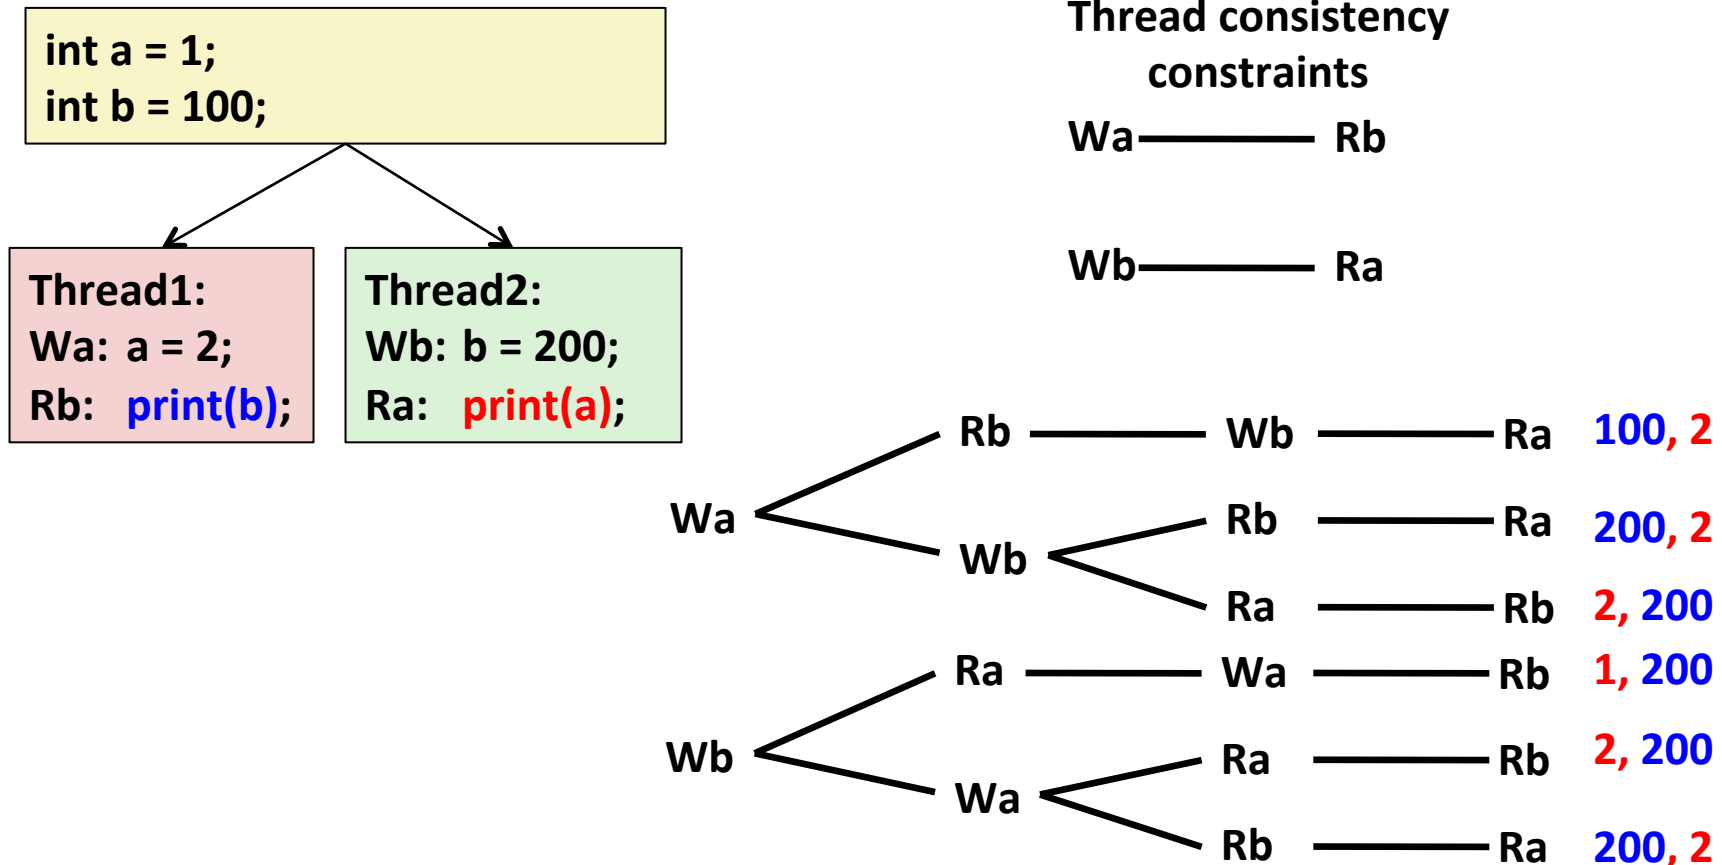 int a = 1;
int b = 100;
Thread consistency
constraints
Wa Rb
Wb Ra
Thread1:
Wa: a = 2;
Rb: print(b);
Thread2:
Wb: b = 200;
Ra: print(a);
Rb Wb Ra 100, 2
Wa
Rb Ra 200, 2
Wb
Ra Rb 2, 200
Ra Wa Rb 1, 200
Wb
Ra Rb 2, 200
Wa
Rb Ra 200, 2